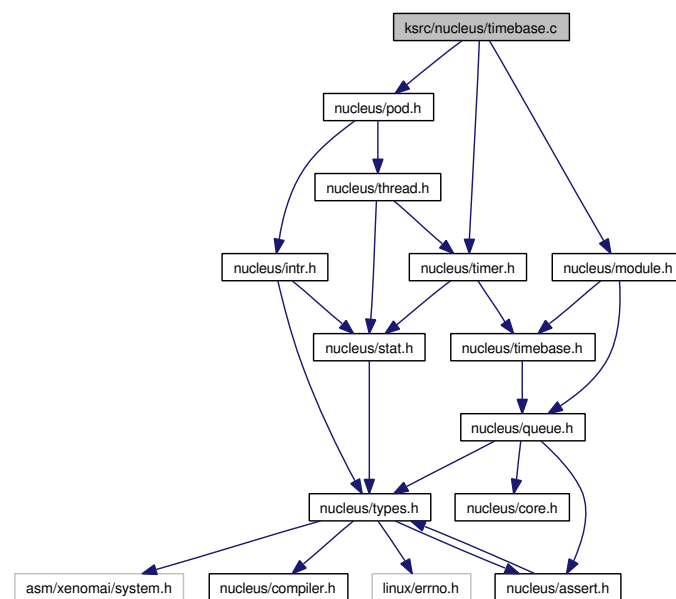 ksrc/nucleus/timebase.c
nucleus/pod.h
nucleus/thread.h
nucleus/intr.h
nucleus/timer.h
nucleus/module.h
nucleus/stat.h
nucleus/timebase.h
nucleus/queue.h
nucleus/types.h
nucleus/core.h
asm/xenomai/system.h
nucleus/compiler.h
linux/errno.h
nucleus/assert.h